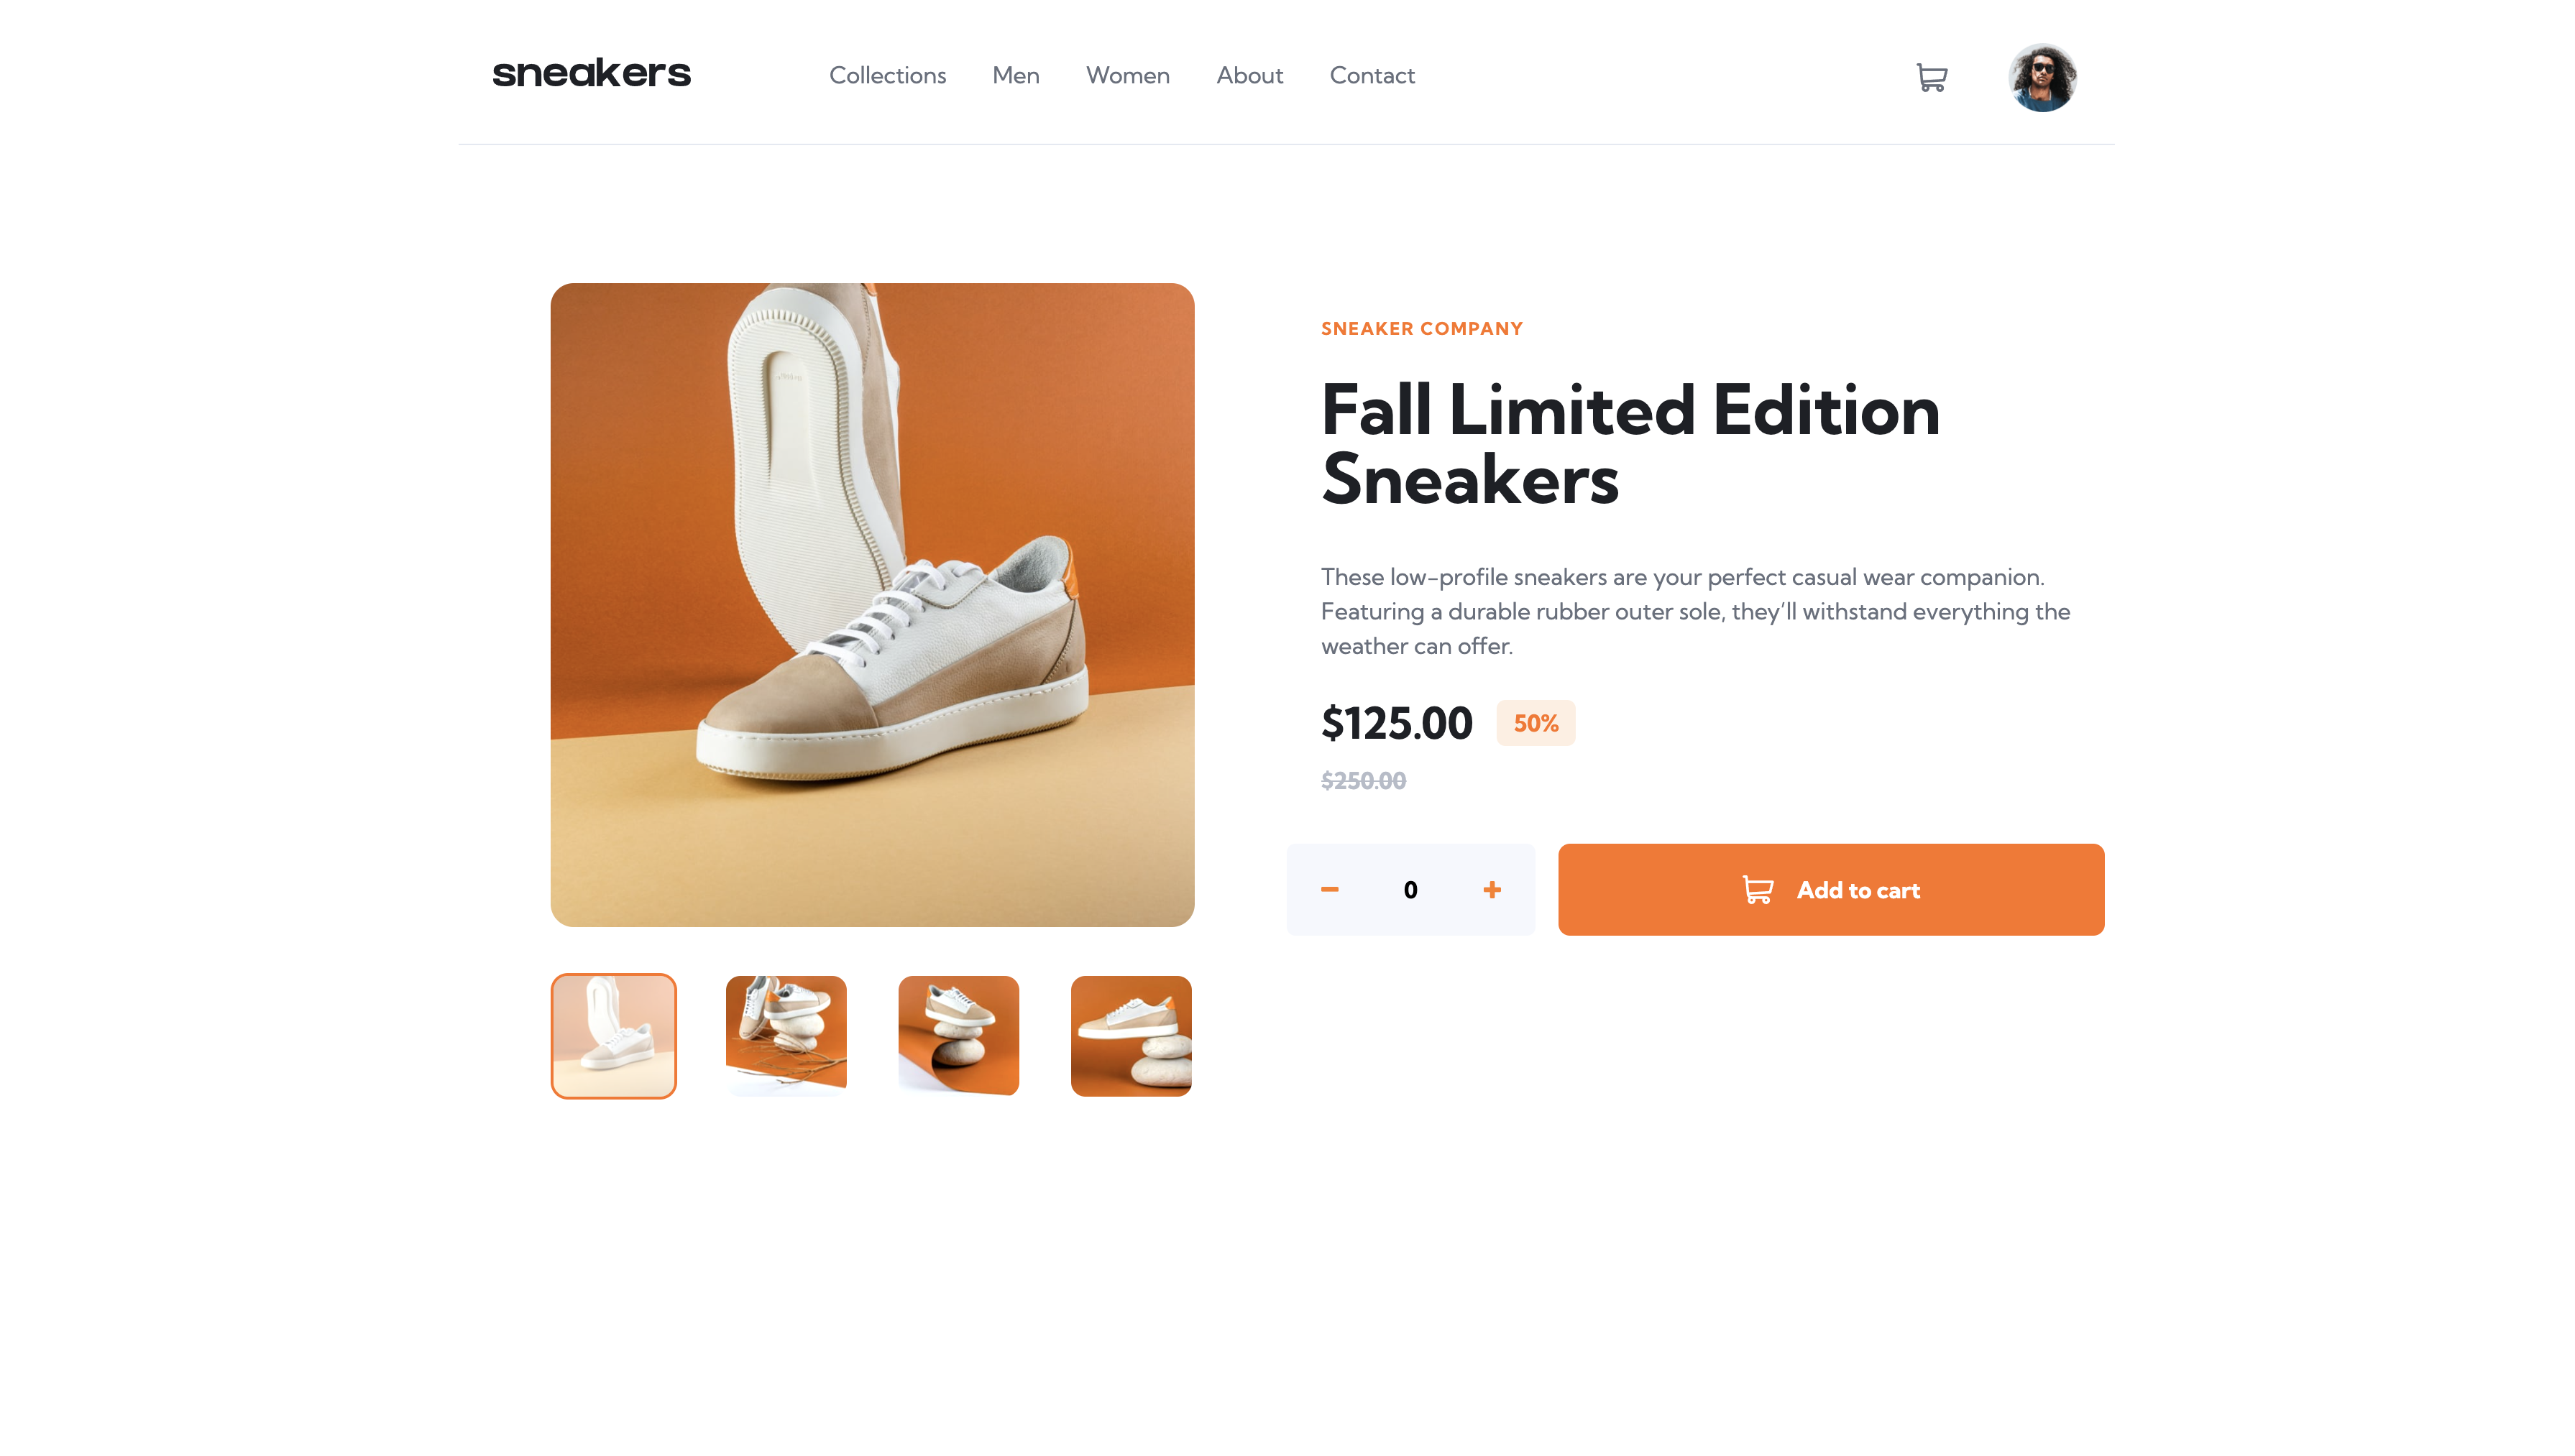 sneakers
Collections Men Women About Contact
SNEAKER COMPANY
Fall Limited Edition
Sneakers
These low-profile sneakers are your perfect casual wear companion.
Featuring a durable rubber outer sole, they’ll withstand everything the
weather can offer.
$125.00 50%
$250.00
0 Add to cart